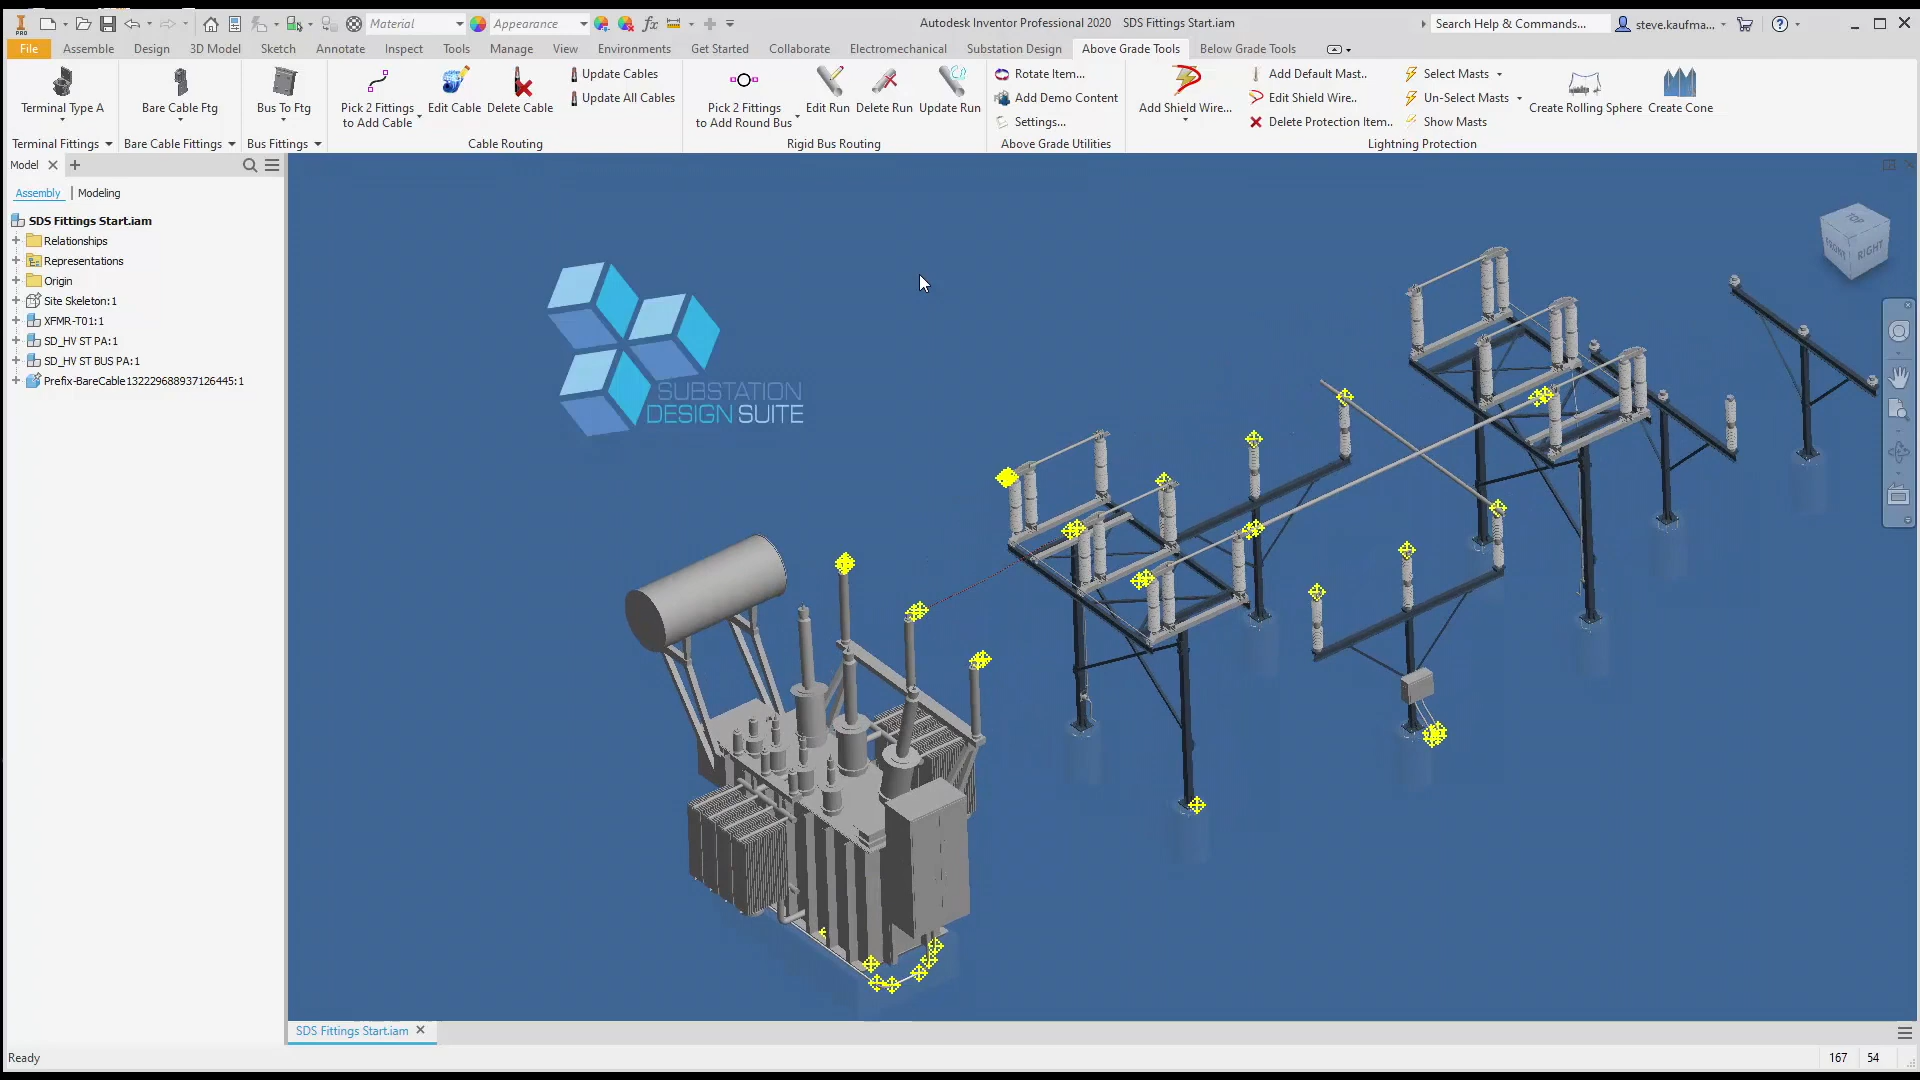 Material
Appearance
Autodesk Inventor Professional 2020 SDS Fittings Start.iam
Search Help & Commands...
steve.kaufma...
File
Assemble
Design
3D Model
Sketch
Annotate
Inspect
Tools
Manage
View
Environments
Get Started
Collaborate
Electromechanical
Substation Design
Above Grade Tools
Below Grade Tools
Terminal Type A
Bare Cable Ftg
Bus To Ftg
Pick 2 Fittings
to Add Cable
Edit Cable
Delete Cable
Update Cables
Update All Cables
Pick 2 Fittings
to Add Round Bus
Edit Run
Delete Run
Update Run
Rotate Item...
Add Demo Content
Settings...
Add Shield Wire...
Add Default Mast..
Edit Shield Wire..
Delete Protection Item..
Select Masts
Un-Select Masts
Show Masts
Create Rolling Sphere
Create Cone
Terminal Fittings
Bare Cable Fittings
Bus Fittings
Cable Routing
Rigid Bus Routing
Above Grade Utilities
Lightning Protection
Model
Assembly
Modeling
SDS Fittings Start.iam
Relationships
Representations
Origin
Site Skeleton:1
XFMR-T01:1
SD_HV ST PA:1
SD_HV ST BUS PA:1
Prefix-BareCable132229688937126445:1
SUBSTATION
DESIGN SUITE
TOP
FRONT
RIGHT
SDS Fittings Start.iam
Ready
167
54